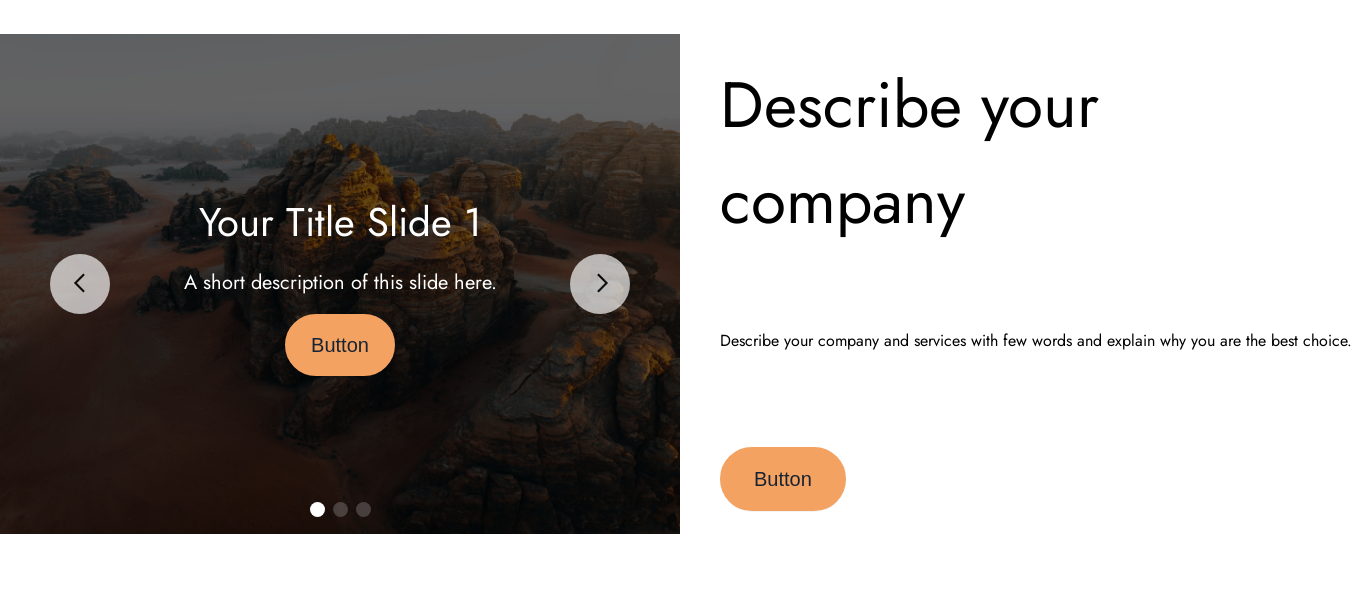 Your Title Slide 1
A short description of this slide here.
Button
Describe your
company
Describe your company and services with few words and explain why you are the best choice.
Button